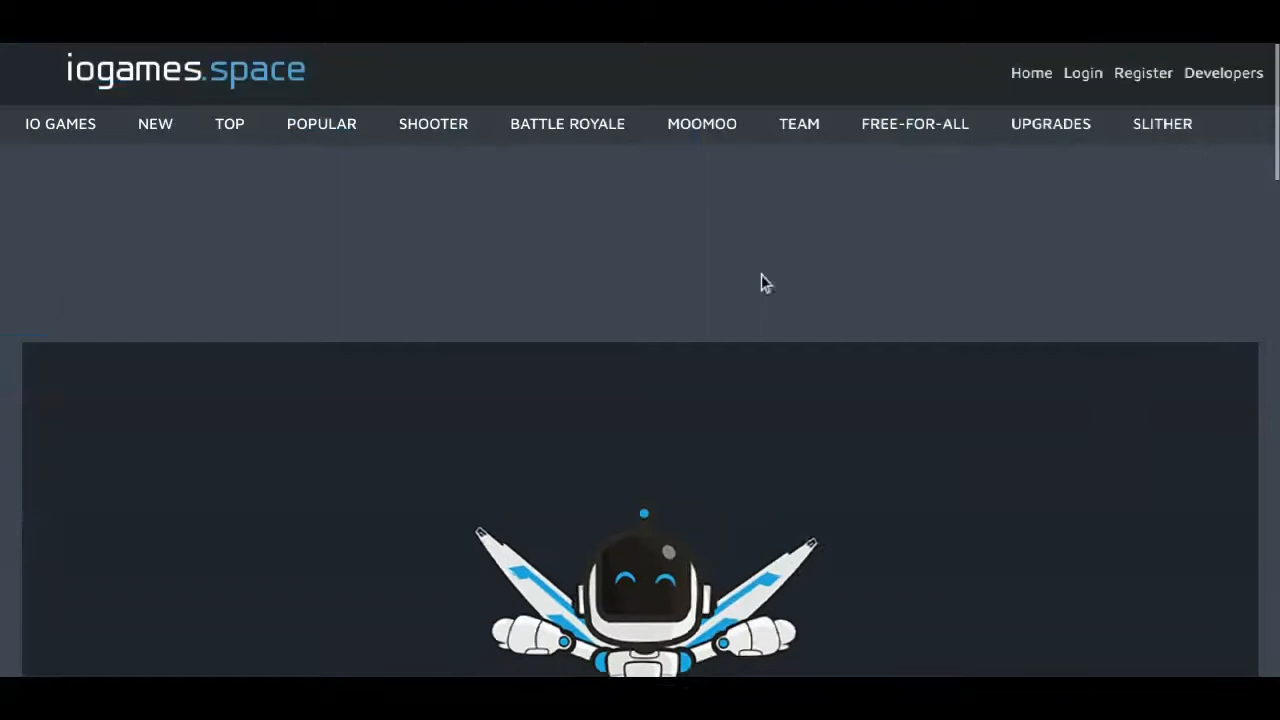 iogames.space
Home Login Register Developers
IO GAMES NEW TOP POPULAR SHOOTER BATTLE ROYALE MOOMOO TEAM FREE-FOR-ALL UPGRADES SLITHER